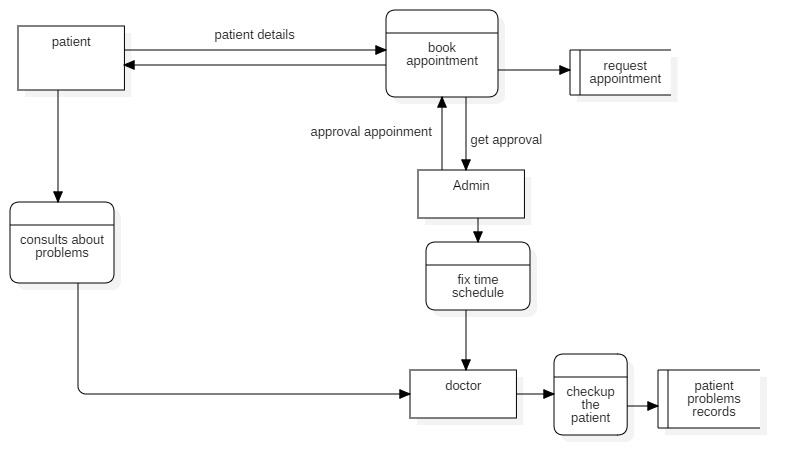 patient
patient details
book
appointment
request
appointment
approval appoinment
get approval
Admin
consults about
problems
fix time
schedule
doctor
checkup
the
patient
patient
problems
records